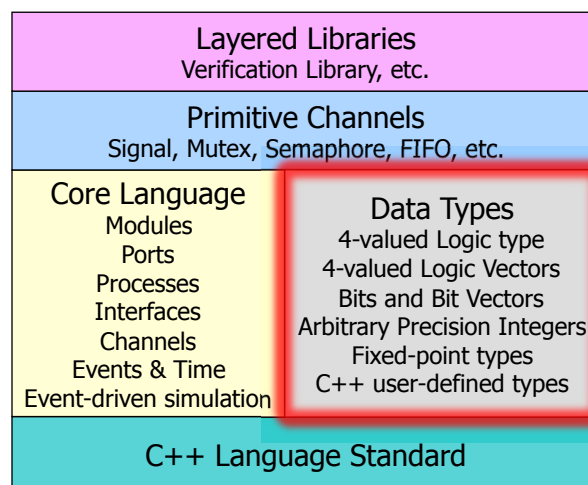 Layered Libraries
Verification Library, etc.
Primitive Channels
Signal, Mutex, Semaphore, FIFO, etc.
Core Language
Modules
Ports
Processes
Interfaces
Channels
Events & Time
Event-driven simulation
Data Types
4-valued Logic type
4-valued Logic Vectors
Bits and Bit Vectors
Arbitrary Precision Integers
Fixed-point types
C++ user-defined types
C++ Language Standard